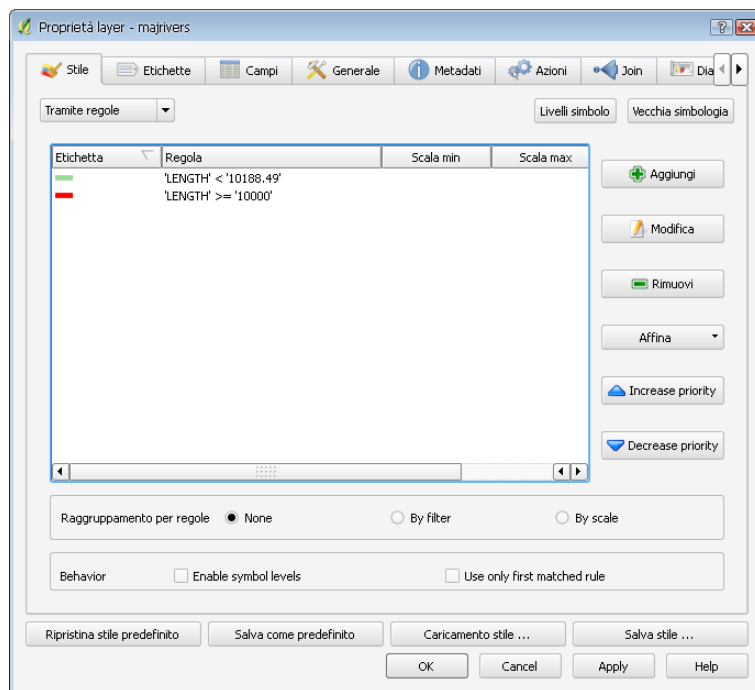 Proprietà layer - majrivers
Stile Etichette Campi Generale Metadati Azioni Join Dia
Tramite regole Livelli simbolo Vecchia simbologia
Etichetta Regola Scala min Scala max
'LENGTH' < '10188.49'
'LENGTH' >= '10000'
Aggiungi
Modifica
Rimuovi
Affina
Increase priority
Decrease priority
Raggruppamento per regole None By filter By scale
Behavior Enable symbol levels Use only first matched rule
Ripristina stile predefinito Salva come predefinito Caricamento stile ... Salva stile ...
OK Cancel Apply Help